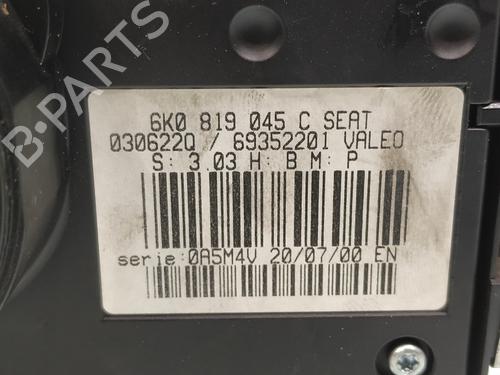 B-PARTS
6K0 819 045 C SEAT
030622Q / 69352201 VALEO
S: 3.03 H: B M: P
serie:0A5M4V 20/07/00 EN